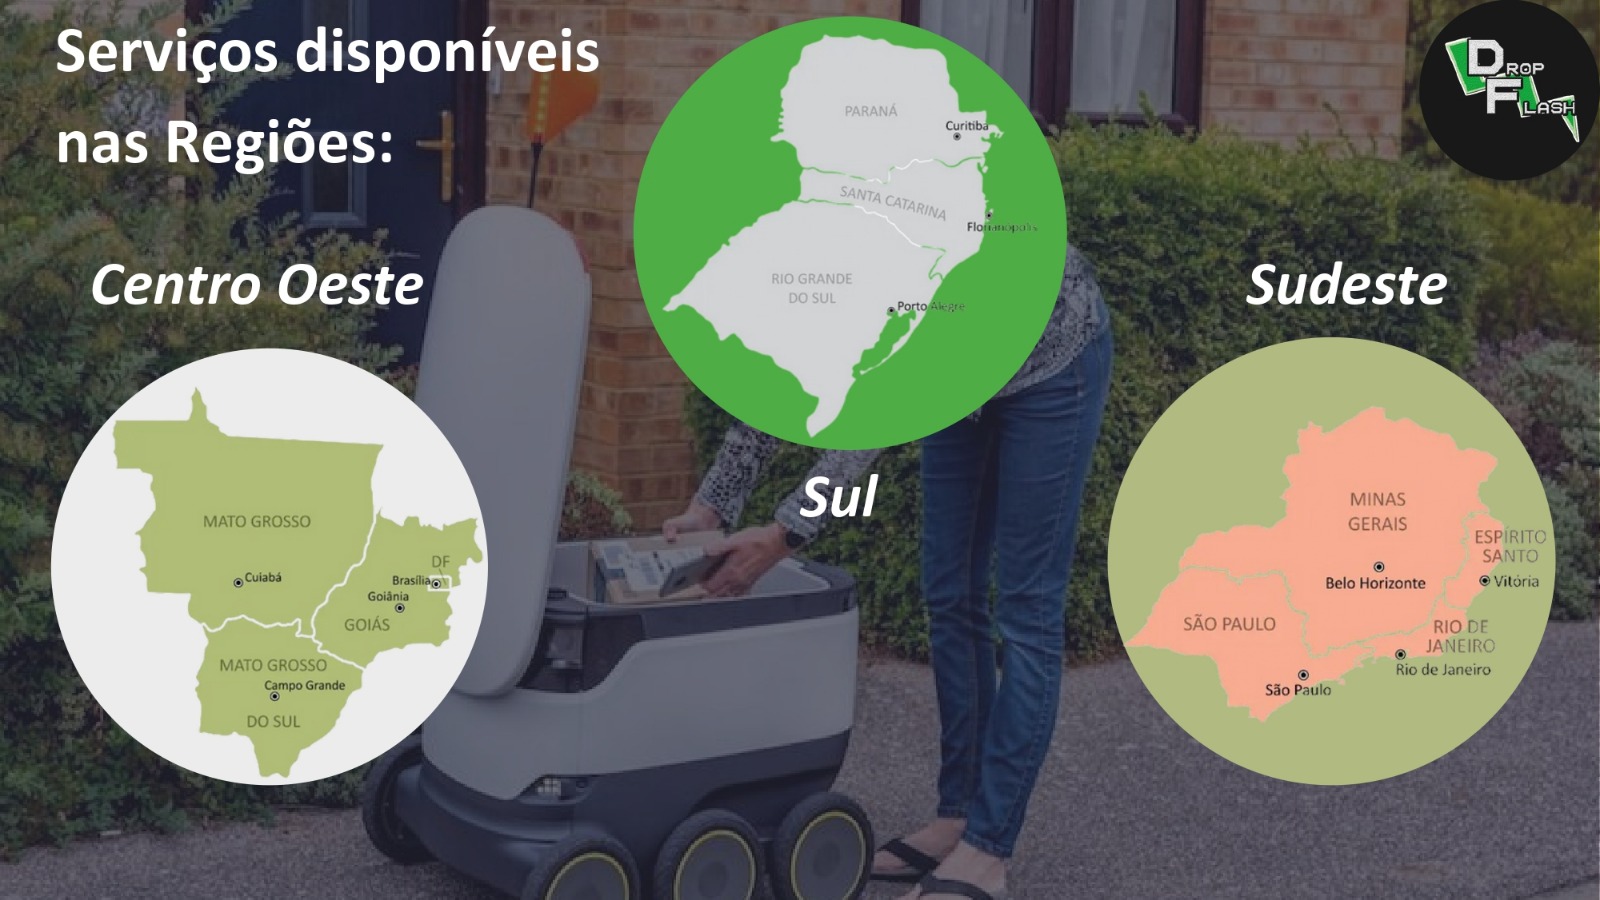 Serviços disponíveis
nas Regiões:
DROP
FLASH
Centro Oeste
MATO GROSSO
Cuiabá
DF
Brasília
Goiânia
GOIÁS
MATO GROSSO
Campo Grande
DO SUL
PARANÁ
Curitiba
SANTA CATARINA
Florianopolis
RIO GRANDE
DO SUL
Porto Alegre
Sul
Sudeste
MINAS
GERAIS
Belo Horizonte
ESPÍRITO
SANTO
Vitória
SÃO PAULO
São Paulo
RIO DE
JANEIRO
Rio de Janeiro